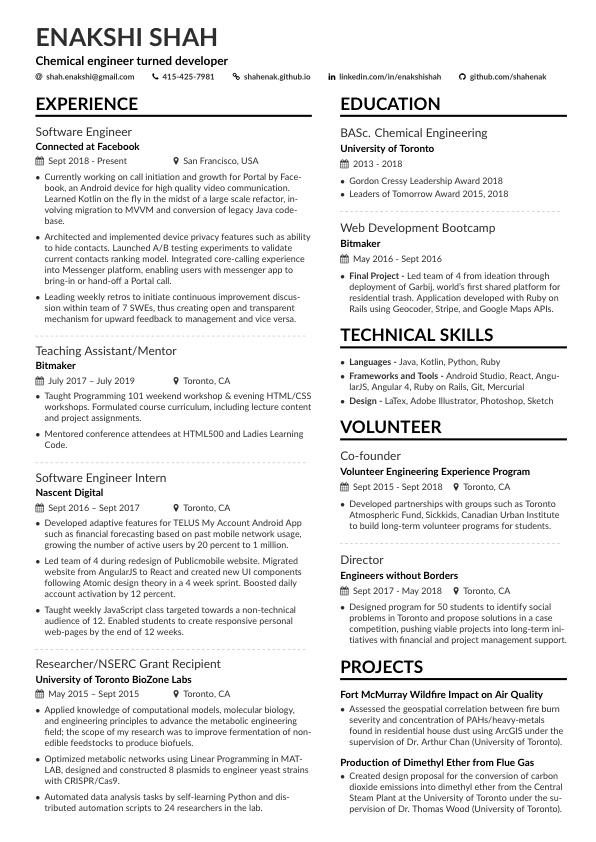 ENAKSHI SHAH
Chemical engineer turned developer
shah.enakshi@gmail.com 415-425-7981 shahenak.github.io linkedin.com/in/enakshishah github.com/shahenak
EXPERIENCE
Software Engineer
Connected at Facebook
Sept 2018 - Present San Francisco, USA
• Currently working on call initiation and growth for Portal by Face-
book, an Android device for high quality video communication.
Learned Kotlin on the fly in the midst of a large scale refactor, in-
volving migration to MVVM and conversion of legacy Java code-
base.
• Architected and implemented device privacy features such as ability
to hide contacts. Launched A/B testing experiments to validate
current contacts ranking model. Integrated core-calling experience
into Messenger platform, enabling users with messenger app to
bring-in or hand-off a Portal call.
• Leading weekly retros to initiate continuous improvement discus-
sion within team of 7 SWEs, thus creating open and transparent
mechanism for upward feedback to management and vice versa.
Teaching Assistant/Mentor
Bitmaker
July 2017 – July 2019 Toronto, CA
• Taught Programming 101 weekend workshop & evening HTML/CSS
workshops. Formulated course curriculum, including lecture content
and project assignments.
• Mentored conference attendees at HTML500 and Ladies Learning
Code.
Software Engineer Intern
Nascent Digital
Sept 2016 – Sept 2017 Toronto, CA
• Developed adaptive features for TELUS My Account Android App
such as financial forecasting based on past mobile network usage,
growing the number of active users by 20 percent to 1 million.
• Led team of 4 during redesign of Publicmobile website. Migrated
website from AngularJS to React and created new UI components
following Atomic design theory in a 4 week sprint. Boosted daily
account activation by 12 percent.
• Taught weekly JavaScript class targeted towards a non-technical
audience of 12. Enabled students to create responsive personal
web-pages by the end of 12 weeks.
Researcher/NSERC Grant Recipient
University of Toronto BioZone Labs
May 2015 – Sept 2015 Toronto, CA
• Applied knowledge of computational models, molecular biology,
and engineering principles to advance the metabolic engineering
field; the scope of my research was to improve fermentation of non-
edible feedstocks to produce biofuels.
• Optimized metabolic networks using Linear Programming in MAT-
LAB, designed and constructed 8 plasmids to engineer yeast strains
with CRISPR/Cas9.
• Automated data analysis tasks by self-learning Python and dis-
tributed automation scripts to 24 researchers in the lab.
EDUCATION
BASc. Chemical Engineering
University of Toronto
2013 - 2018
• Gordon Cressy Leadership Award 2018
• Leaders of Tomorrow Award 2015, 2018
Web Development Bootcamp
Bitmaker
May 2016 - Sept 2016
• Final Project - Led team of 4 from ideation through
deployment of Garbij, world's first shared platform for
residential trash. Application developed with Ruby on
Rails using Geocoder, Stripe, and Google Maps APIs.
TECHNICAL SKILLS
• Languages - Java, Kotlin, Python, Ruby
• Frameworks and Tools - Android Studio, React, Angu-
larJS, Angular 4, Ruby on Rails, Git, Mercurial
• Design - LaTex, Adobe Illustrator, Photoshop, Sketch
VOLUNTEER
Co-founder
Volunteer Engineering Experience Program
Sept 2015 - Sept 2018 Toronto, CA
• Developed partnerships with groups such as Toronto
Atmospheric Fund, Sickkids, Canadian Urban Institute
to build long-term volunteer programs for students.
Director
Engineers without Borders
Sept 2017 - May 2018 Toronto, CA
• Designed program for 50 students to identify social
problems in Toronto and propose solutions in a case
competition, pushing viable projects into long-term ini-
tiatives with financial and project management support.
PROJECTS
Fort McMurray Wildfire Impact on Air Quality
• Assessed the geospatial correlation between fire burn
severity and concentration of PAHs/heavy-metals
found in residential house dust using ArcGIS under the
supervision of Dr. Arthur Chan (University of Toronto).
Production of Dimethyl Ether from Flue Gas
• Created design proposal for the conversion of carbon
dioxide emissions into dimethyl ether from the Central
Steam Plant at the University of Toronto under the su-
pervision of Dr. Thomas Wood (University of Toronto).